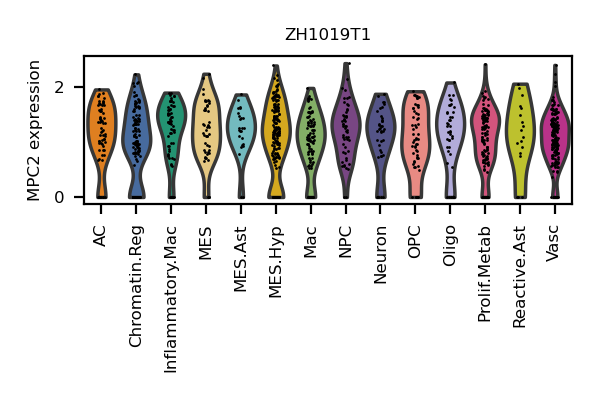 ZH1019T1
MPC2 expression
2
0
AC
Chromatin.Reg
Inflammatory.Mac
MES
MES.Ast
MES.Hyp
Mac
NPC
Neuron
OPC
Oligo
Prolif.Metab
Reactive.Ast
Vasc